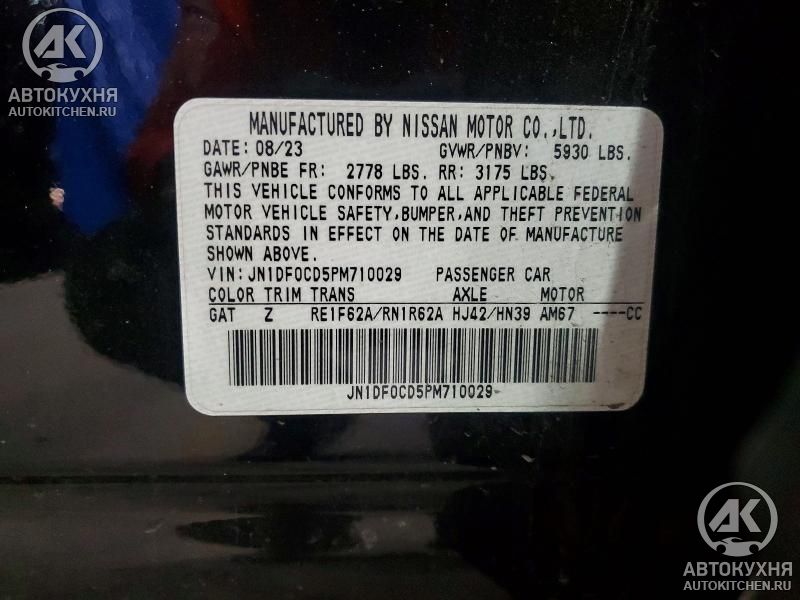 AK
АВТОКУХНЯ
AUTOKITCHEN.RU
MANUFACTURED BY NISSAN MOTOR CO.,LTD.
DATE: 08/23 GVWR/PNBV: 5930 LBS.
GAWR/PNBE FR: 2778 LBS. RR: 3175 LBS.
THIS VEHICLE CONFORMS TO ALL APPLICABLE FEDERAL
MOTOR VEHICLE SAFETY,BUMPER,AND THEFT PREVENTION
STANDARDS IN EFFECT ON THE DATE OF MANUFACTURE
SHOWN ABOVE.
VIN: JN1DF0CD5PM710029 PASSENGER CAR
COLOR TRIM TRANS AXLE MOTOR
GAT Z RE1F62A/RN1R62A HJ42/HN39 AM67 ----CC
JN1DF0CD5PM710029
AK
АВТОКУХНЯ
AUTOKITCHEN.RU